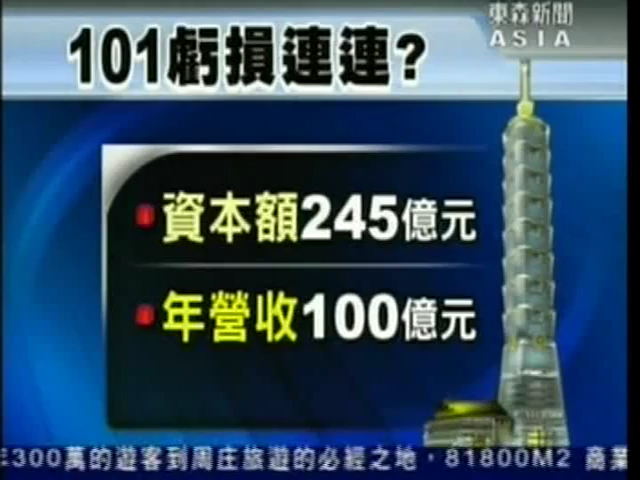 東森新聞
ASIA
101虧損連連?
資本額245億元
年營收100億元
年300萬的遊客到周庄旅遊的必經之地，81800M2 商業